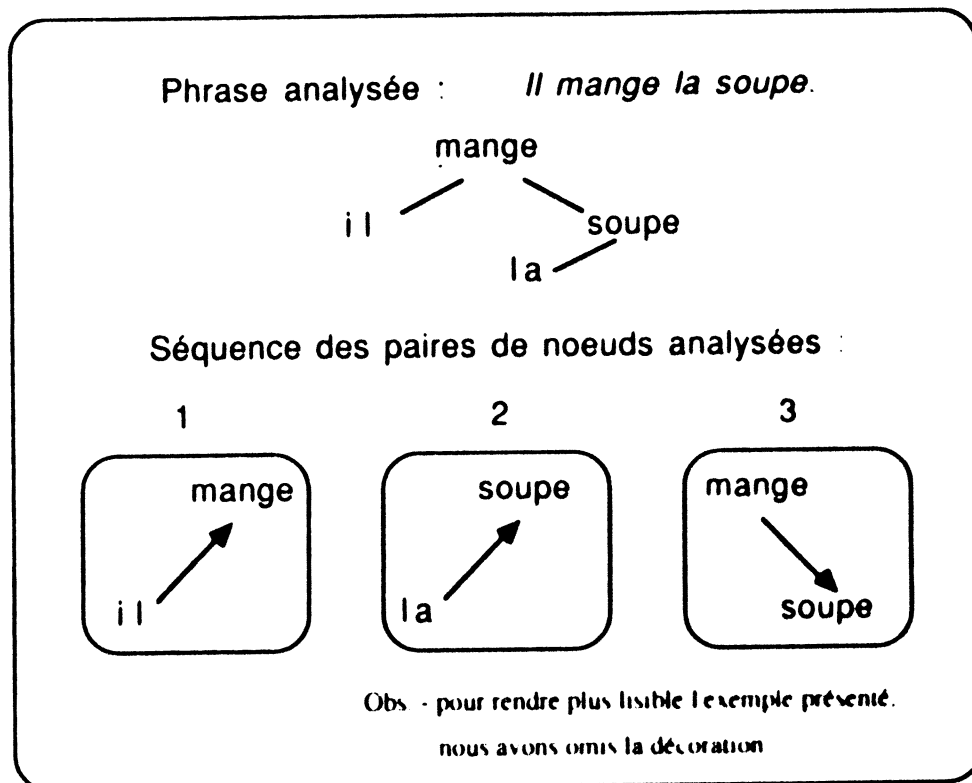 Phrase analysée : Il mange la soupe.
mange
il soupe
la
Séquence des paires de noeuds analysées :
1 2 3
mange soupe mange
il la soupe
Obs. - pour rendre plus lisible l'exemple présenté.
nous avons omis la décoration